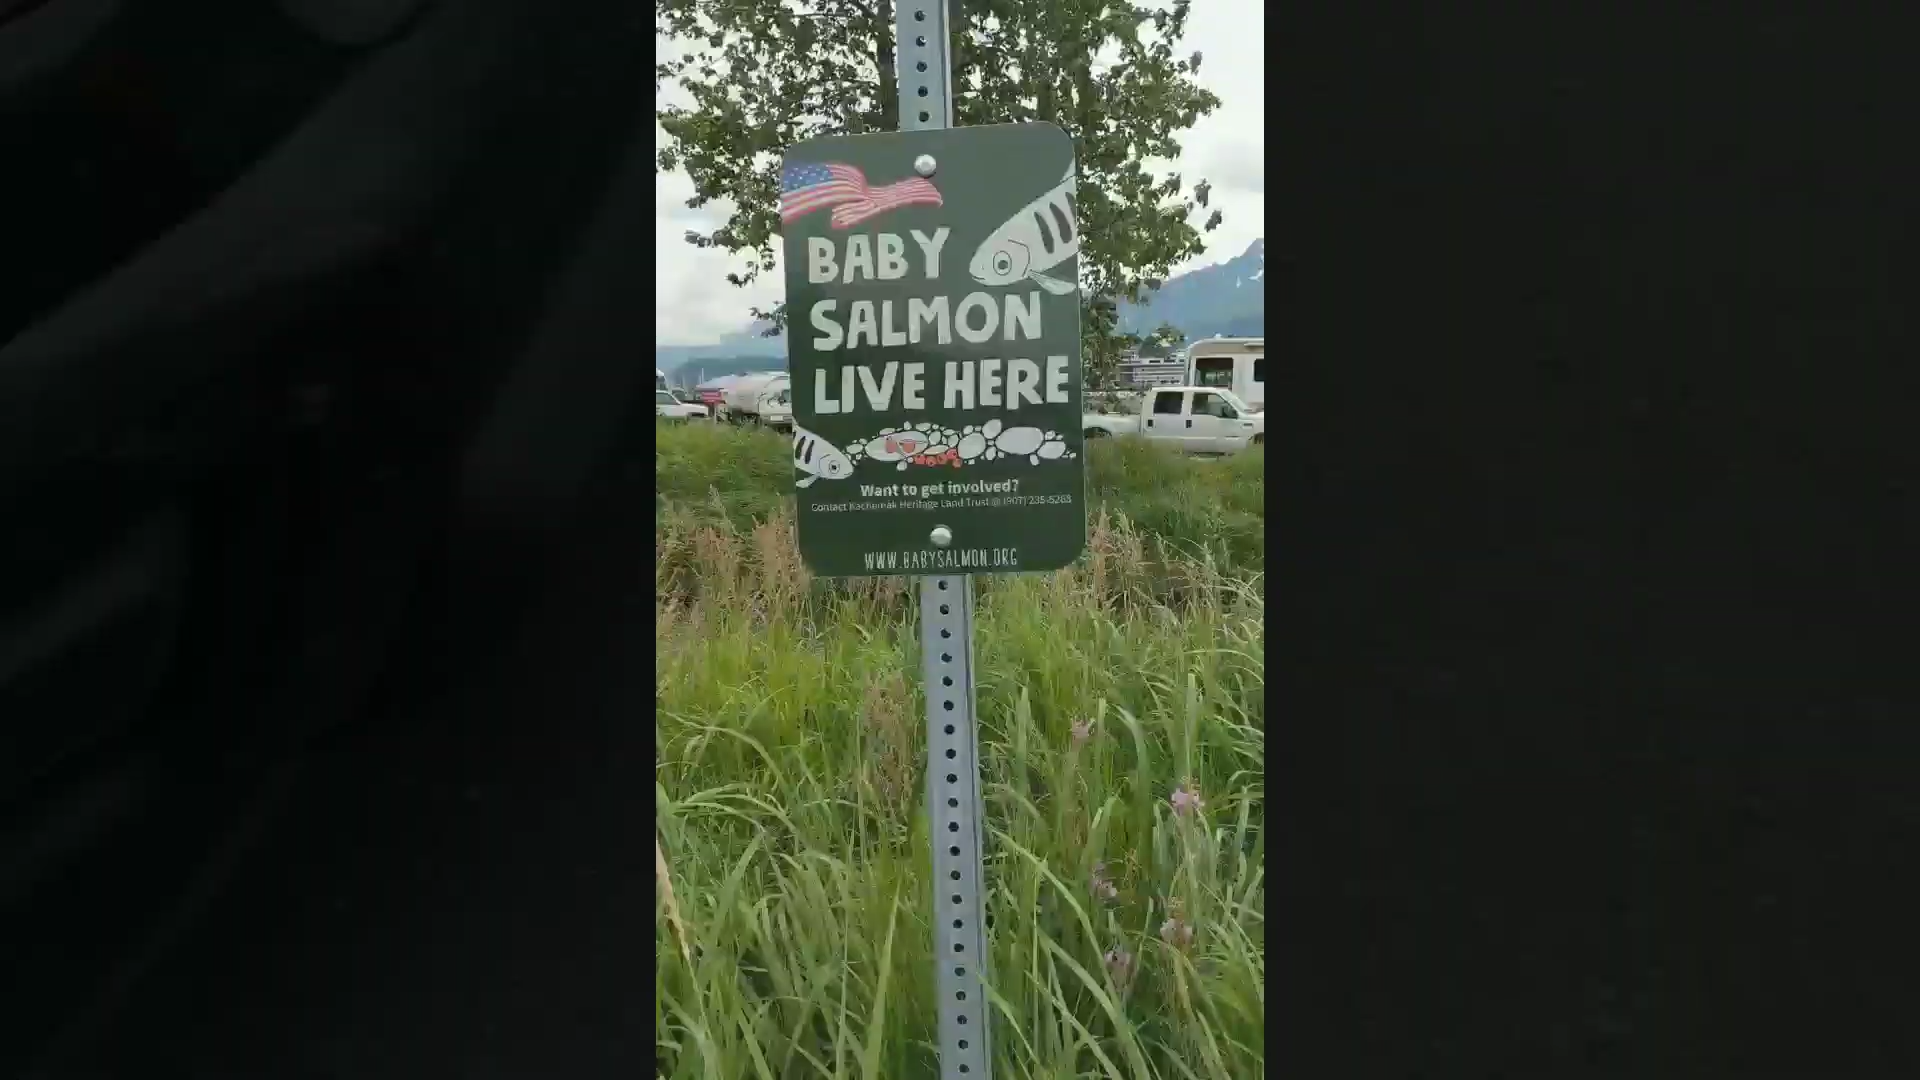 BABY
SALMON
LIVE HERE
Want to get involved?
Contact Kachemak Heritage Land Trust @ (907) 235-5263
WWW.BABYSALMON.ORG